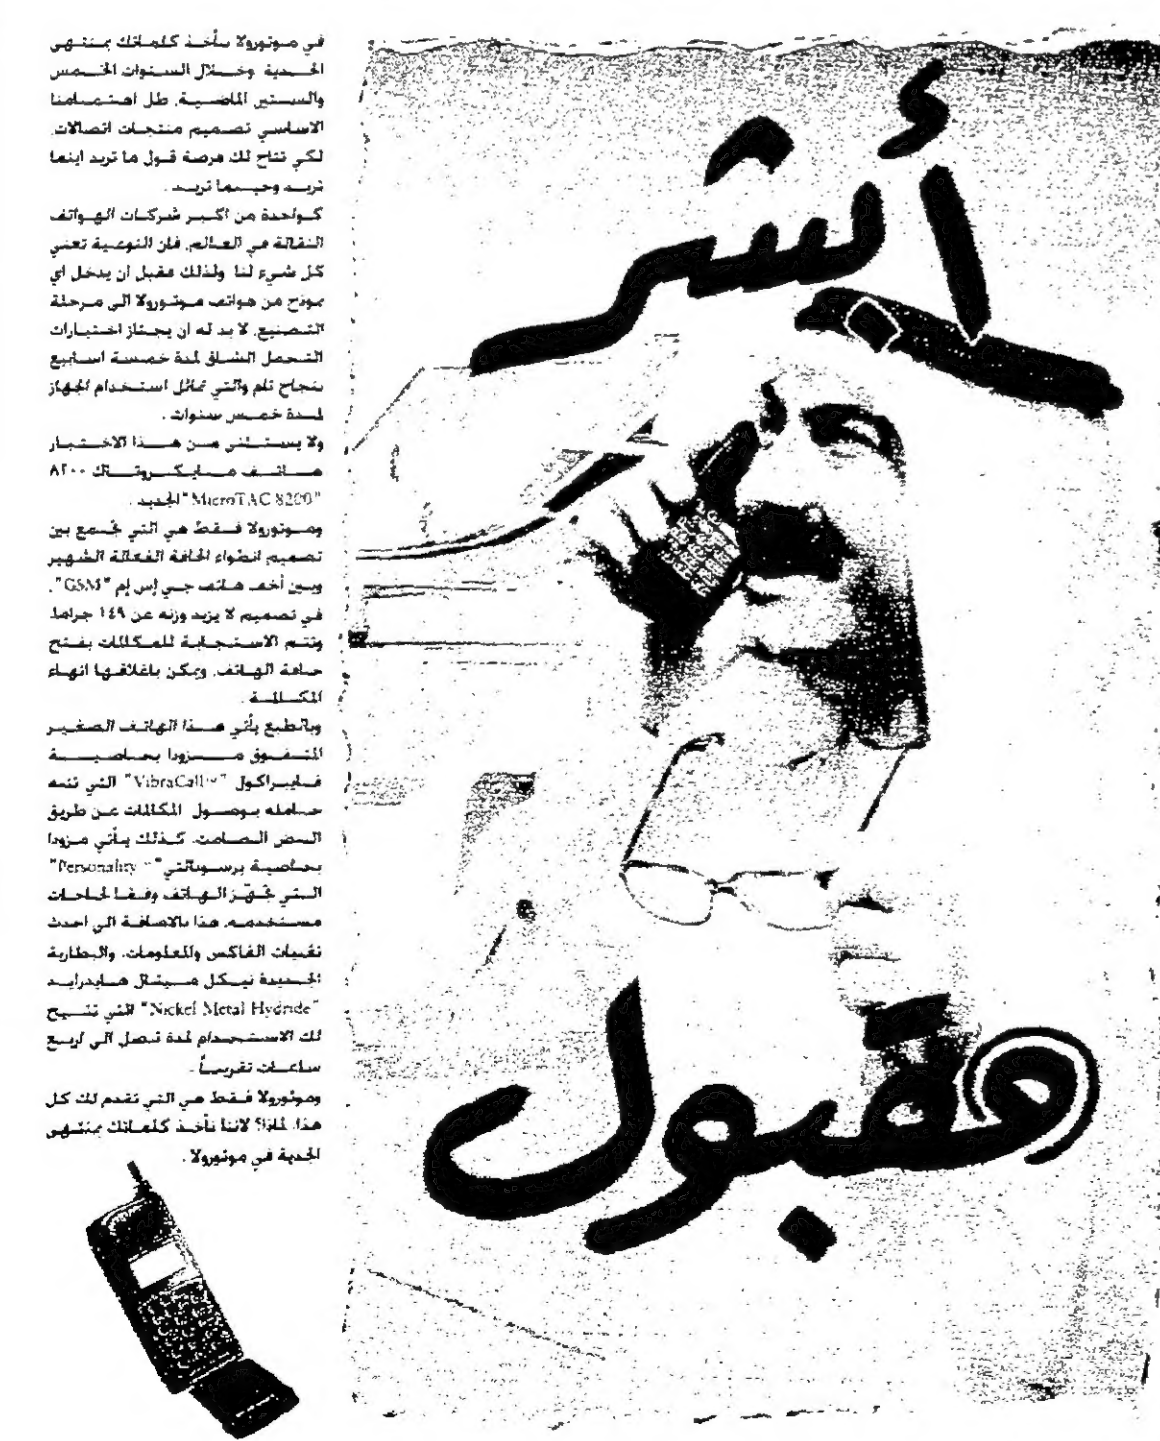 أنشر
مقبول
في موتورولا نأخذ كلماتك بمنتهى
الجدية وخلال السنوات الخمس
والستين الماضية، ظل اهتمامنا
الاساسي تصميم منتجات اتصالات،
لكي تتاح لك فرصة قول ما تريد اينما
تريد وحينما تريد .
كواحدة من اكبر شركات الهواتف
النقالة في العالم، فان النوعية تعني
كل شيء لنا ولذلك فقبل ان يدخل اي
نموذج من هواتف موتورولا الى مرحلة
التصنيع، لا بد له ان يجتاز اختبارات
التحمل الشاق لمدة خمسة اسابيع
بنجاح تام والتي تماثل استخدام الجهاز
لمدة خمس سنوات .
ولا يستثنى من هذا الاختبار
هاتف مايكروتاك ٨٢٠٠
"MicroTAC 8200" الجديد .
وموتورولا فقط هي التي تجمع بين
تصميم انطواء الحافة الفعالة الشهير
وبين أخف هاتف جي إس إم "GSM"،
في تصميم لا يزيد وزنه عن ١٤٩ جراما.
وتتم الاستجابة للمكالمات بفتح
حافة الهاتف، ويمكن باغلاقها انهاء
المكالمة .
وبالطبع يأتي هذا الهاتف الصغير
المتفوق مزودا بخاصية
فايبراكول "VibraCall™" التي تنبه
حامله بوصول المكالمات عن طريق
النبض الصامت، كذلك يأتي مزودا
بخاصية برسونالتي "Personality™"
التي تجهّز الهاتف وفقا لحاجات
مستخدمه، هذا بالاضافة الى احدث
تقنيات الفاكس والمعلومات، والبطارية
الجديدة نيكل ميتال هايدرايد
"Nickel Metal Hydride" التي تتيح
لك الاستخدام لمدة تصل الى اربع
ساعات تقريباً .
وموتورولا فقط هي التي تقدم لك كل
هذا. لماذا؟ لاننا نأخذ كلماتك بمنتهى
الجدية في موتورولا .